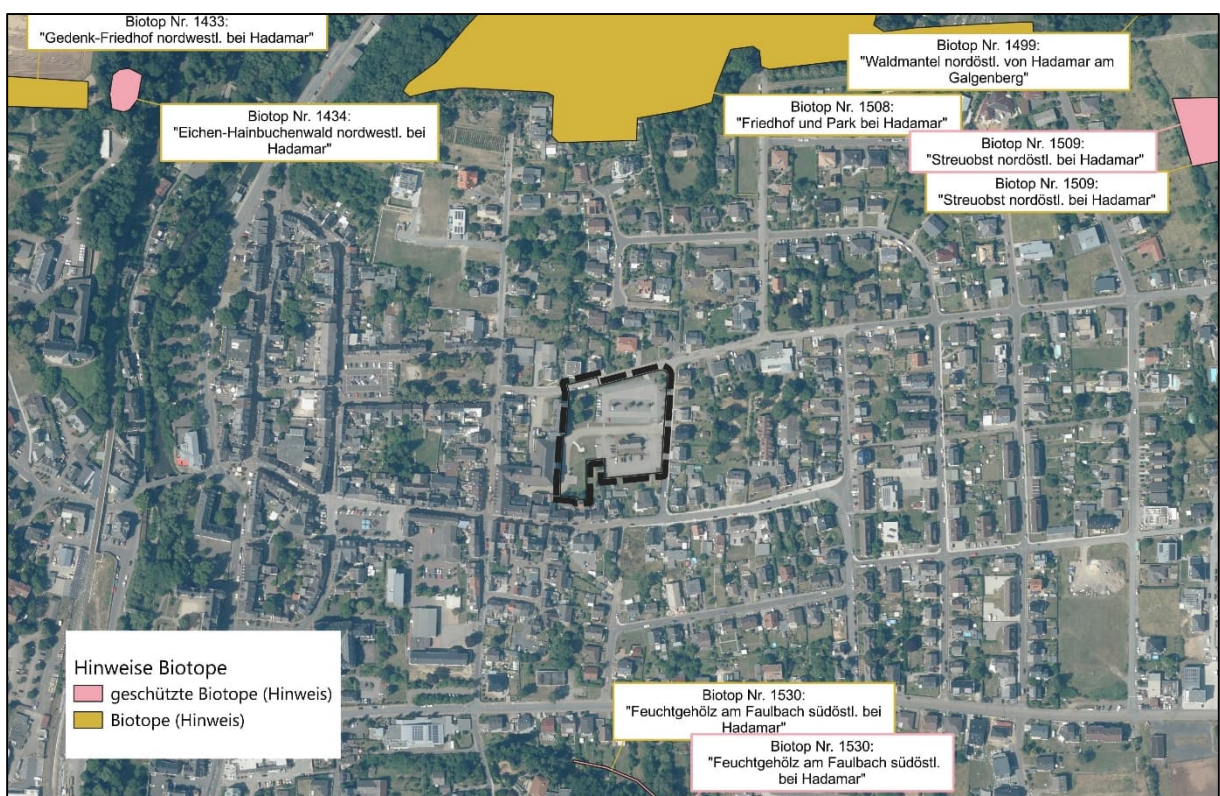 Biotop Nr. 1433:
"Gedenk-Friedhof nordwestl. bei Hadamar"
Biotop Nr. 1434:
"Eichen-Hainbuchenwald nordwestl. bei
Hadamar"
Biotop Nr. 1499:
"Waldmantel nordöstl. von Hadamar am
Galgenberg"
Biotop Nr. 1508:
"Friedhof und Park bei Hadamar"
Biotop Nr. 1509:
"Streuobst nordöstl. bei Hadamar"
Biotop Nr. 1509:
"Streuobst nordöstl. bei Hadamar"
Hinweise Biotope
geschützte Biotope (Hinweis)
Biotope (Hinweis)
Biotop Nr. 1530:
"Feuchtgehölz am Faulbach südöstl. bei
Hadamar"
Biotop Nr. 1530:
"Feuchtgehölz am Faulbach südöstl.
bei Hadamar"